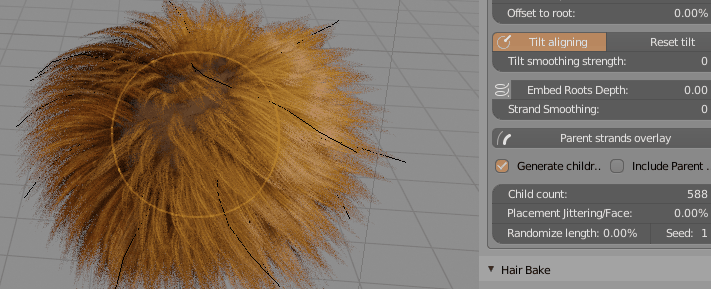 Offset to root: 0.00%
Tilt aligning Reset tilt
Tilt smoothing strength: 0
Embed Roots Depth: 0.00
Strand Smoothing: 0
Parent strands overlay
Generate childr.. Include Parent .
Child count: 588
Placement Jittering/Face: 0.00%
Randomize length: 0.00% Seed: 1
Hair Bake